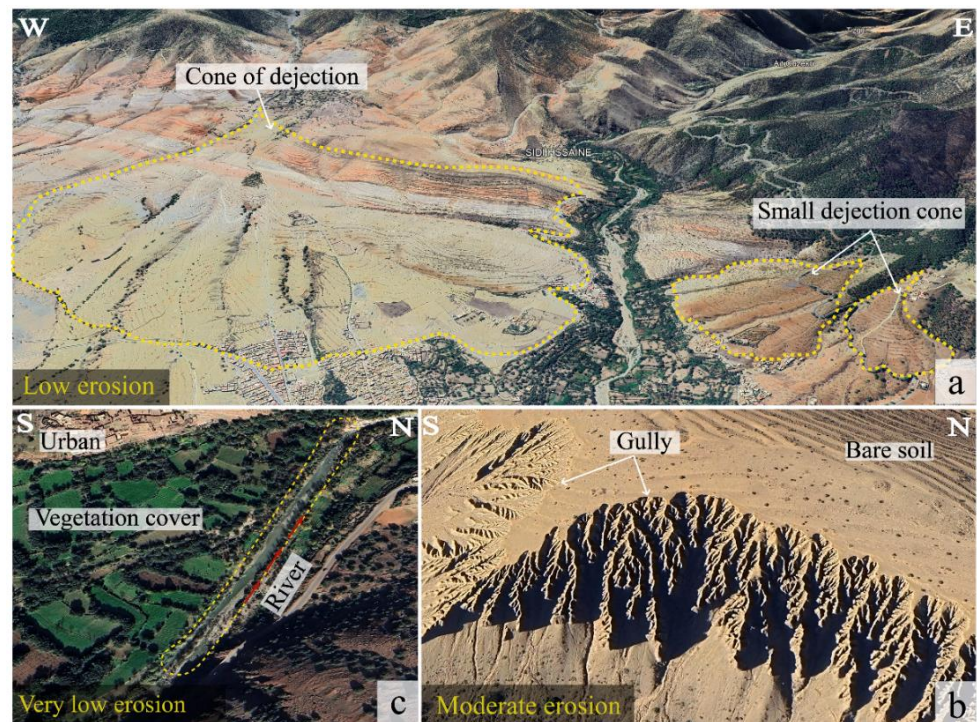 W
E
Cone of dejection
SIDI HSSAINE
Small dejection cone
Low erosion
a
S
N
Urban
Vegetation cover
River
Very low erosion
c
S
N
Gully
Bare soil
Moderate erosion
b